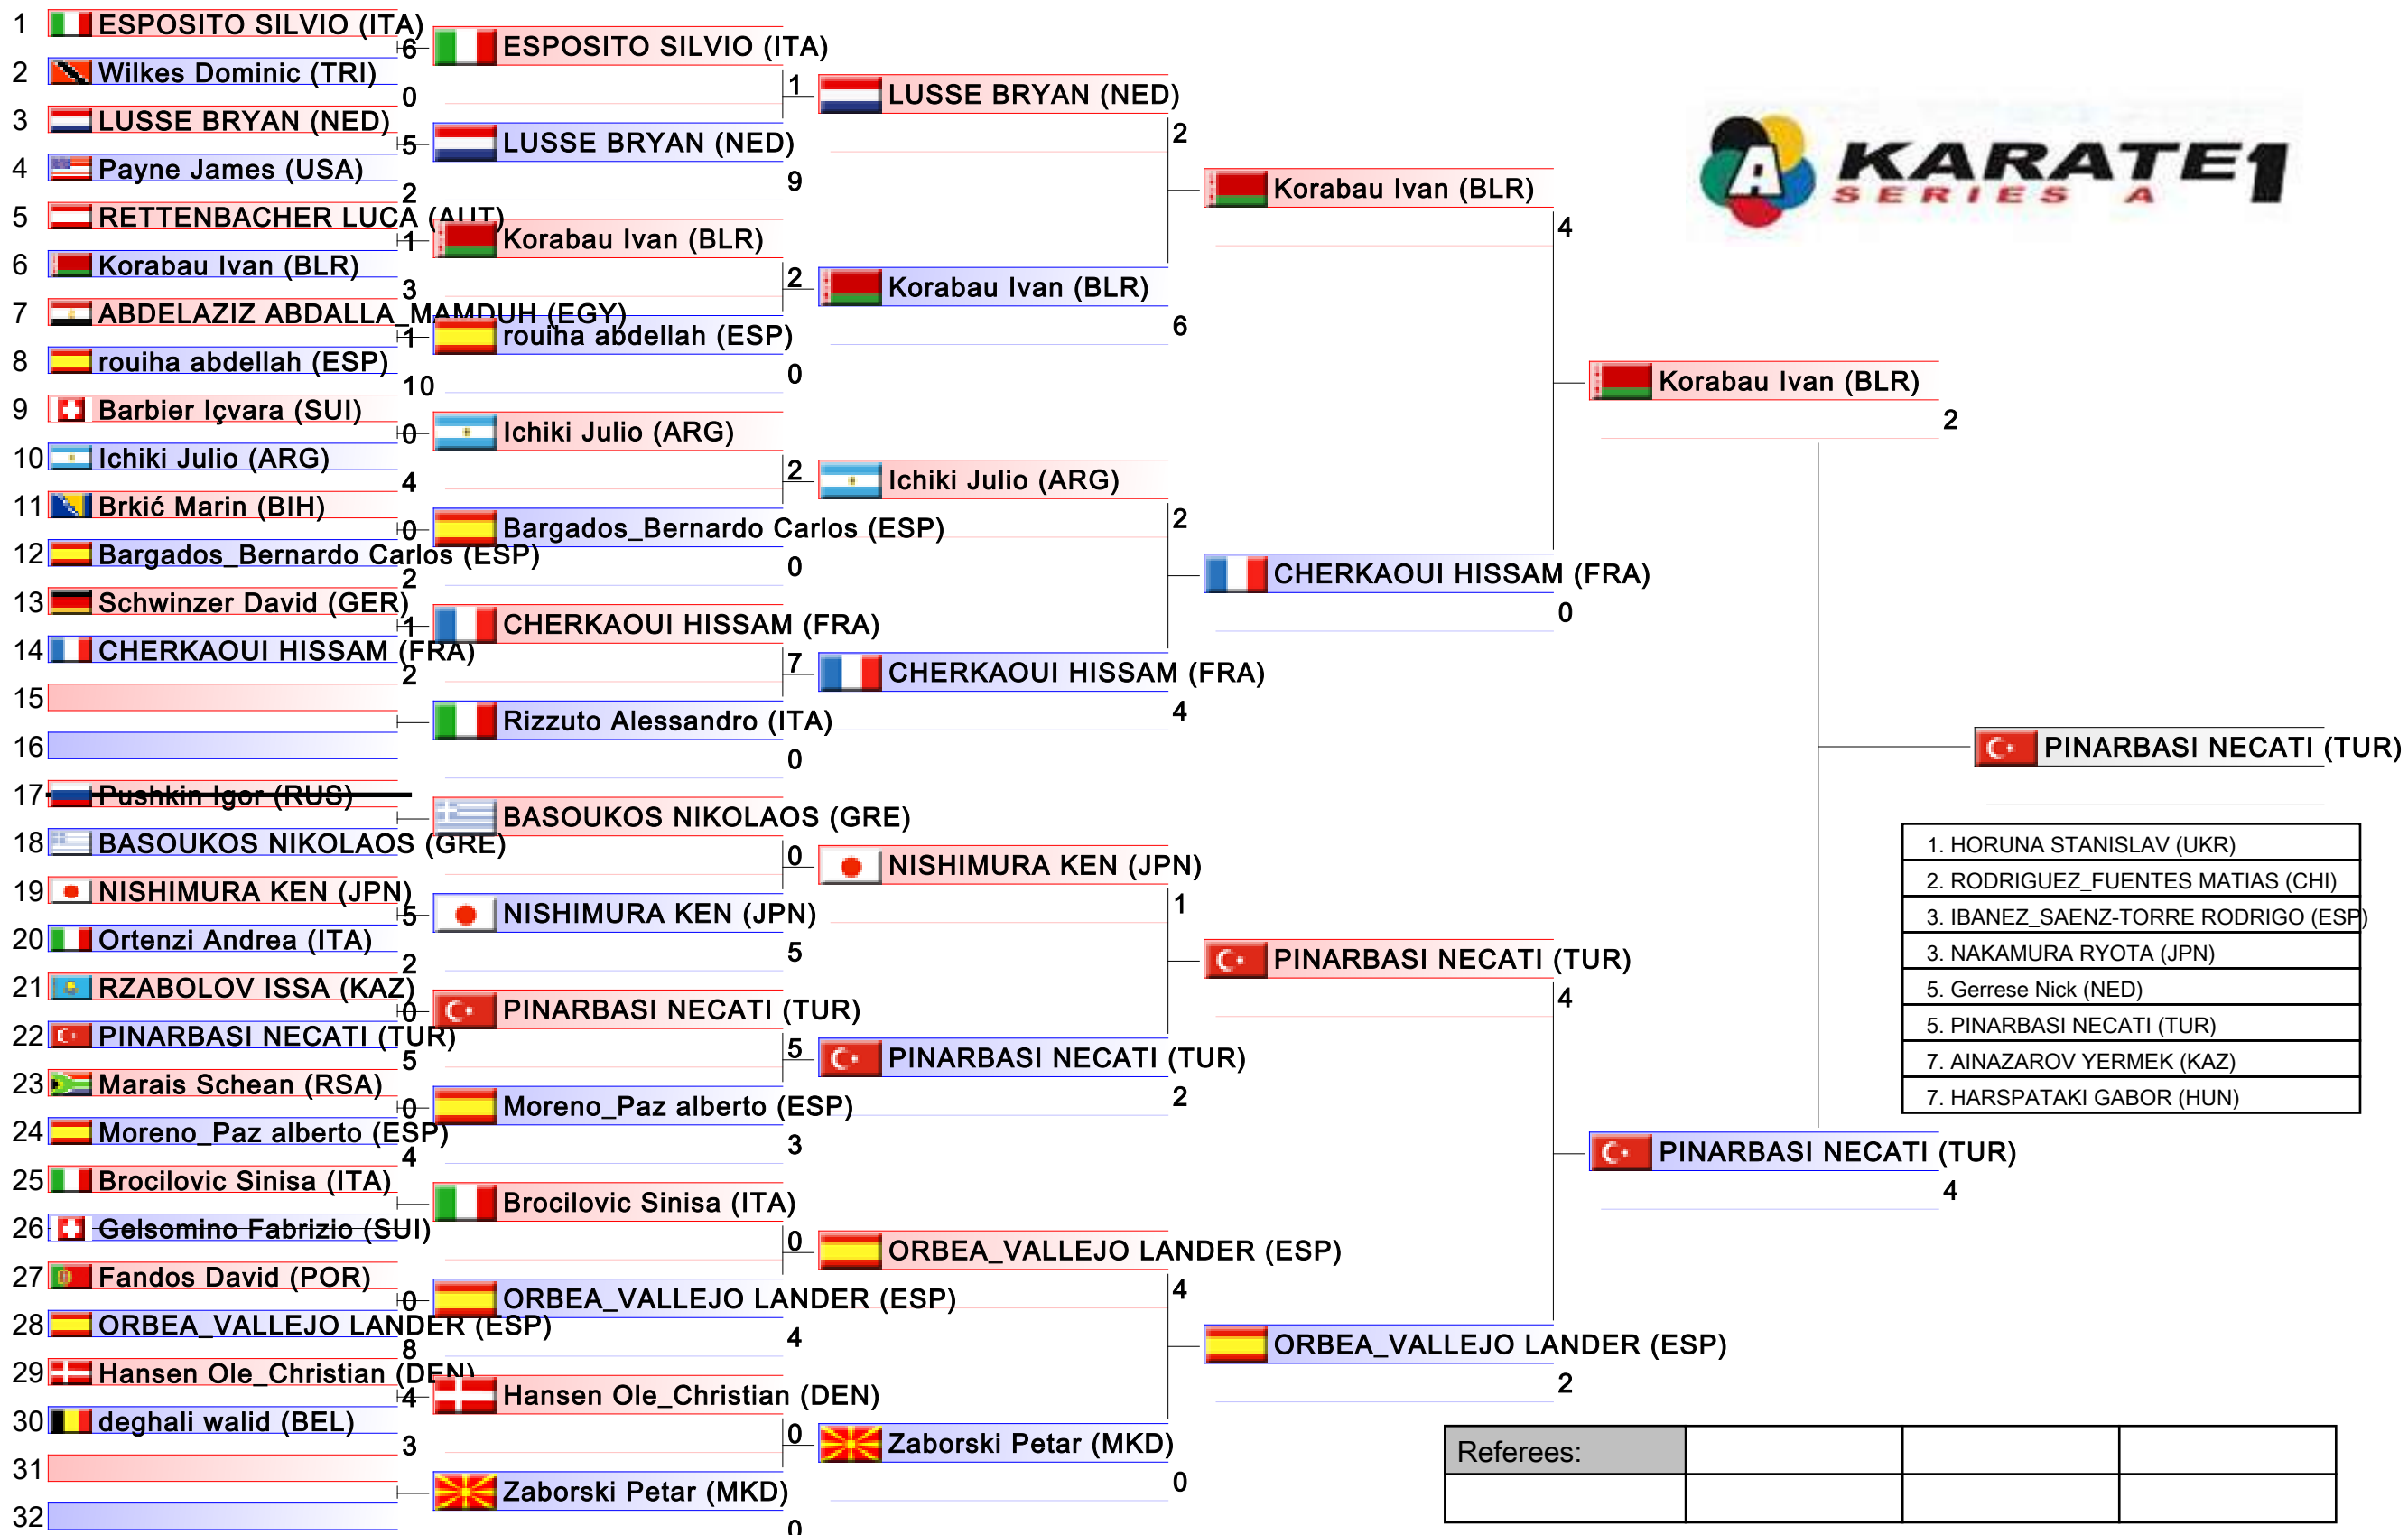 1 ESPOSITO SILVIO (ITA)
6
2 Wilkes Dominic (TRI)
0
3 LUSSE BRYAN (NED)
5
4 Payne James (USA)
2
5 RETTENBACHER LUCA (AUT)
1
6 Korabau Ivan (BLR)
3
7 ABDELAZIZ ABDALLA_MAMDUH (EGY)
1
8 rouiha abdellah (ESP)
10
9 Barbier Içvara (SUI)
0
10 Ichiki Julio (ARG)
4
11 Brkić Marin (BIH)
0
12 Bargados_Bernardo Carlos (ESP)
2
13 Schwinzer David (GER)
1
14 CHERKAOUI HISSAM (FRA)
2
15
16
17 Pushkin Igor (RUS)
18 BASOUKOS NIKOLAOS (GRE)
19 NISHIMURA KEN (JPN)
5
20 Ortenzi Andrea (ITA)
2
21 RZABOLOV ISSA (KAZ)
0
22 PINARBASI NECATI (TUR)
5
23 Marais Schean (RSA)
0
24 Moreno_Paz alberto (ESP)
4
25 Brocilovic Sinisa (ITA)
26 Gelsomino Fabrizio (SUI)
27 Fandos David (POR)
0
28 ORBEA_VALLEJO LANDER (ESP)
8
29 Hansen Ole_Christian (DEN)
4
30 deghali walid (BEL)
3
31
32
ESPOSITO SILVIO (ITA)
1
LUSSE BRYAN (NED)
9
Korabau Ivan (BLR)
2
rouiha abdellah (ESP)
0
Ichiki Julio (ARG)
2
Bargados_Bernardo Carlos (ESP)
0
CHERKAOUI HISSAM (FRA)
7
Rizzuto Alessandro (ITA)
0
BASOUKOS NIKOLAOS (GRE)
0
NISHIMURA KEN (JPN)
5
PINARBASI NECATI (TUR)
5
Moreno_Paz alberto (ESP)
3
Brocilovic Sinisa (ITA)
0
ORBEA_VALLEJO LANDER (ESP)
4
Hansen Ole_Christian (DEN)
0
Zaborski Petar (MKD)
0
LUSSE BRYAN (NED)
2
Korabau Ivan (BLR)
6
Ichiki Julio (ARG)
2
CHERKAOUI HISSAM (FRA)
4
NISHIMURA KEN (JPN)
1
PINARBASI NECATI (TUR)
2
ORBEA_VALLEJO LANDER (ESP)
4
Zaborski Petar (MKD)
0
Korabau Ivan (BLR)
4
CHERKAOUI HISSAM (FRA)
0
PINARBASI NECATI (TUR)
4
ORBEA_VALLEJO LANDER (ESP)
2
Korabau Ivan (BLR)
2
PINARBASI NECATI (TUR)
4
A KARATE1
SERIES A
PINARBASI NECATI (TUR)
1. HORUNA STANISLAV (UKR)
2. RODRIGUEZ_FUENTES MATIAS (CHI)
3. IBANEZ_SAENZ-TORRE RODRIGO (ESP)
3. NAKAMURA RYOTA (JPN)
5. Gerrese Nick (NED)
5. PINARBASI NECATI (TUR)
7. AINAZAROV YERMEK (KAZ)
7. HARSPATAKI GABOR (HUN)
Referees: